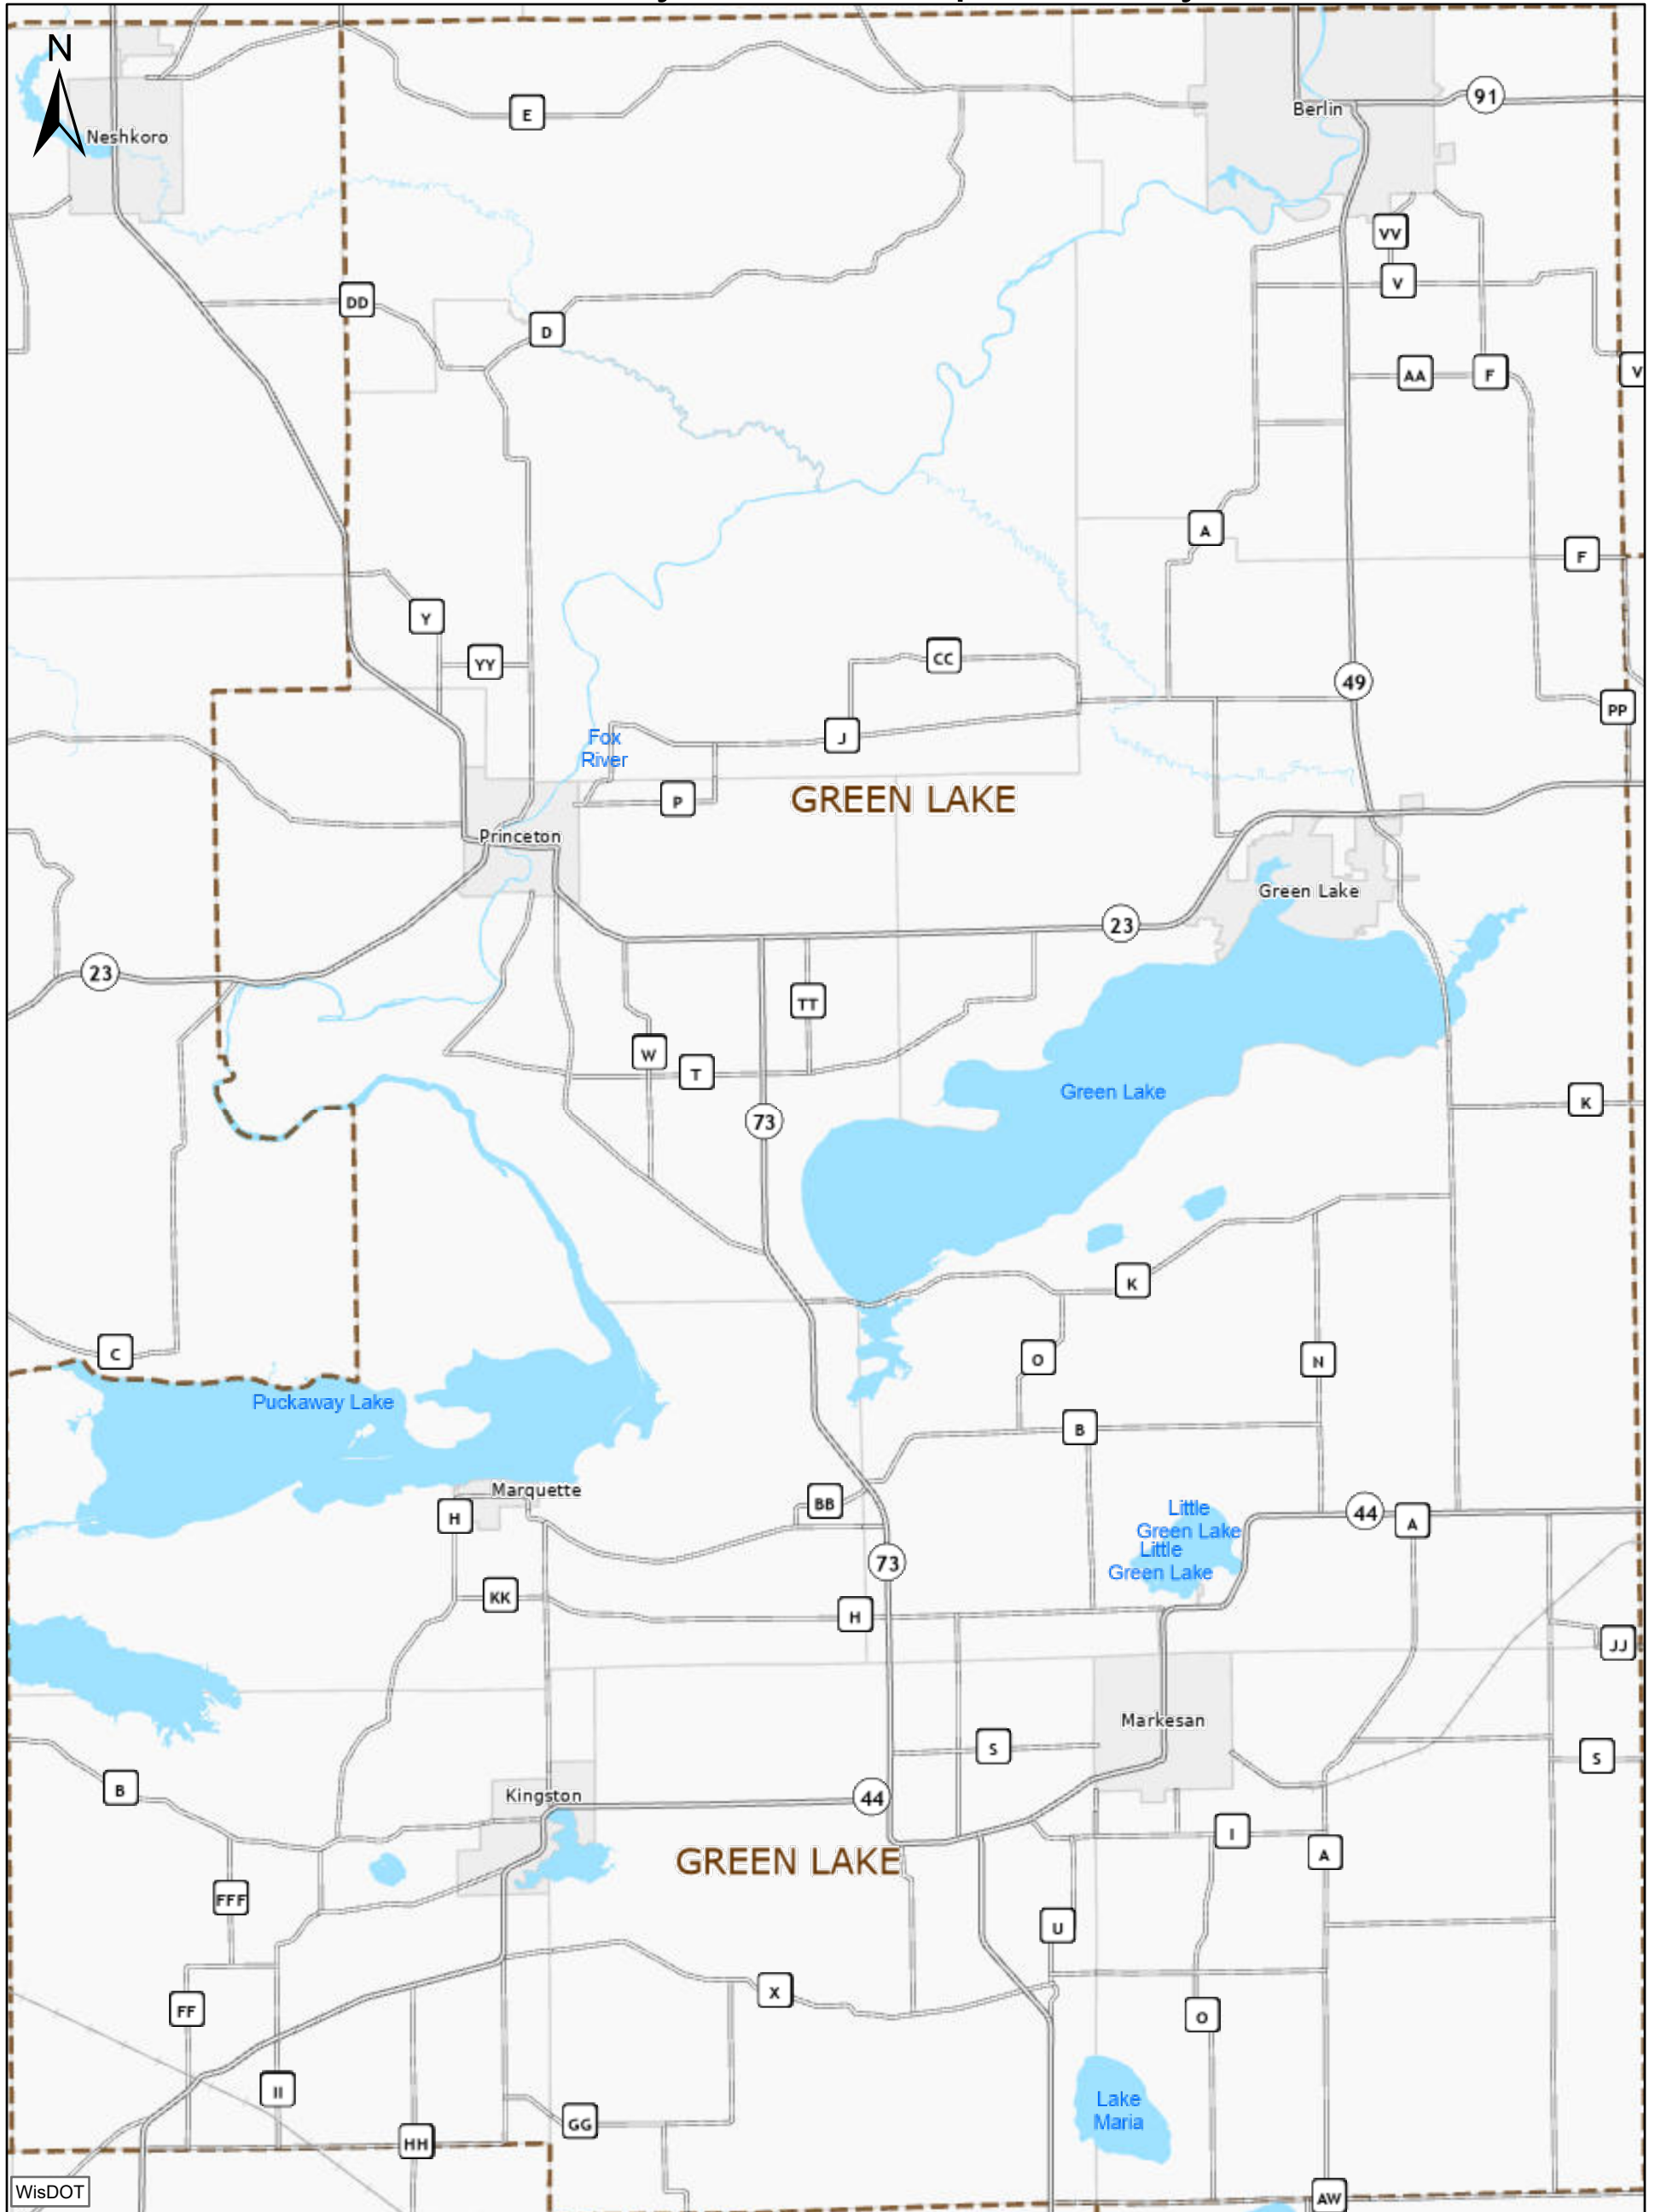 N
91
Berlin
E
Neshkoro
VV
V
DD
D
AA
F
V
A
F
Y
CC
YY
49
PP
J
Fox
River
P
GREEN LAKE
Princeton
Green Lake
23
23
TT
W
T
Green Lake
K
73
K
C
O
N
Puckaway Lake
B
Marquette
BB
H
Little
Green Lake
Little
Green Lake
44
A
73
KK
H
JJ
Markesan
S
S
B
Kingston
44
I
GREEN LAKE
A
FFF
U
X
FF
O
II
Lake
Maria
GG
HH
WisDOT
AW